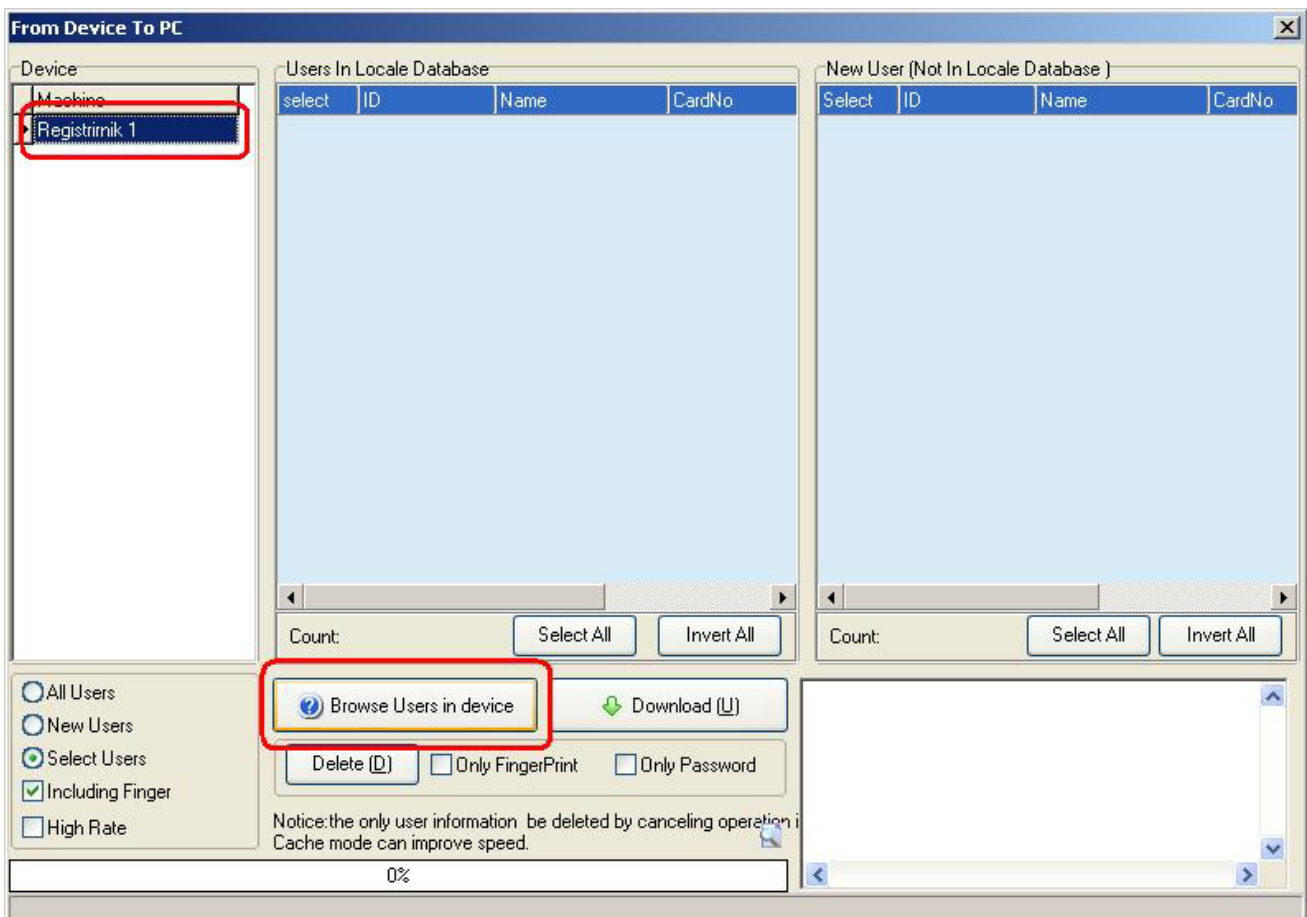 From Device To PC
Device
Machine
Registrirnik 1
Users In Locale Database
select ID Name CardNo
Count: Select All Invert All
New User (Not In Locale Database )
Select ID Name CardNo
Count: Select All Invert All
All Users
New Users
Select Users
Including Finger
High Rate
Browse Users in device
Download (U)
Delete (D) Only FingerPrint Only Password
Notice:the only user information be deleted by canceling operation i
Cache mode can improve speed.
0%